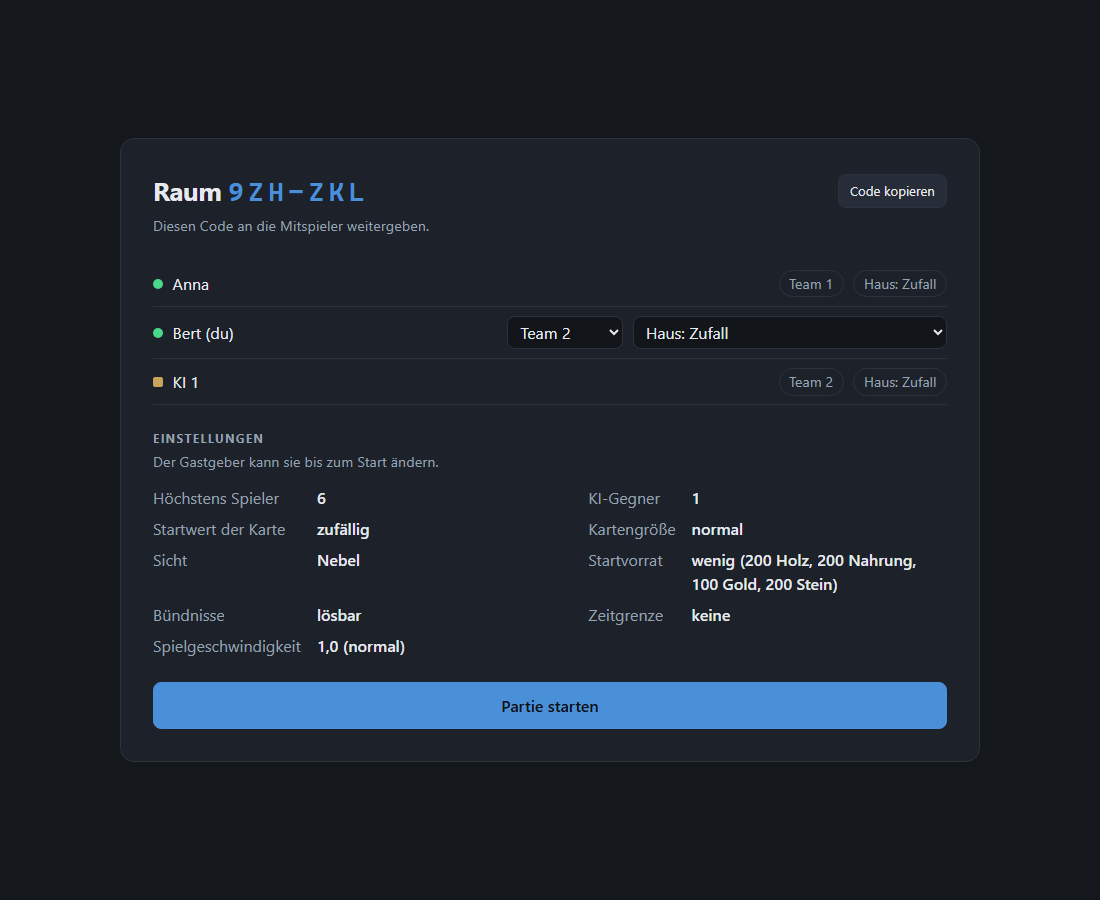 Raum 9ZH–ZKL
Code kopieren
Diesen Code an die Mitspieler weitergeben.
Anna Team 1 Haus: Zufall
Bert (du) Team 2 Haus: Zufall
KI 1 Team 2 Haus: Zufall
EINSTELLUNGEN
Der Gastgeber kann sie bis zum Start ändern.
Höchstens Spieler 6 KI-Gegner 1
Startwert der Karte zufällig Kartengröße normal
Sicht Nebel Startvorrat wenig (200 Holz, 200 Nahrung,
100 Gold, 200 Stein)
Bündnisse lösbar Zeitgrenze keine
Spielgeschwindigkeit 1,0 (normal)
Partie starten